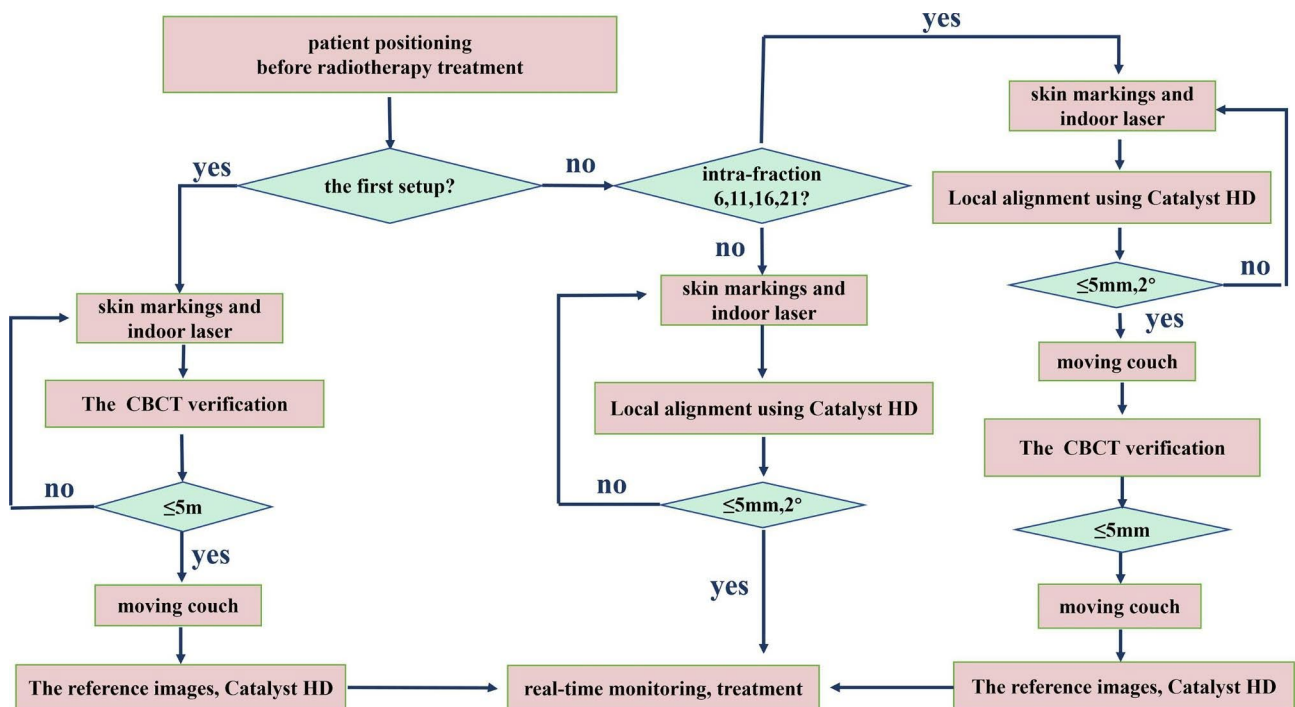 patient positioning
before radiotherapy treatment
yes
the first setup?
no
intra-fraction
6,11,16,21?
yes
skin markings and
indoor laser
Local alignment using Catalyst HD
≤5mm,2°
no
yes
moving couch
The CBCT verification
≤5mm
moving couch
The reference images, Catalyst HD
no
skin markings and
indoor laser
Local alignment using Catalyst HD
≤5mm,2°
no
yes
real-time monitoring, treatment
skin markings and
indoor laser
The CBCT verification
≤5m
no
yes
moving couch
The reference images, Catalyst HD